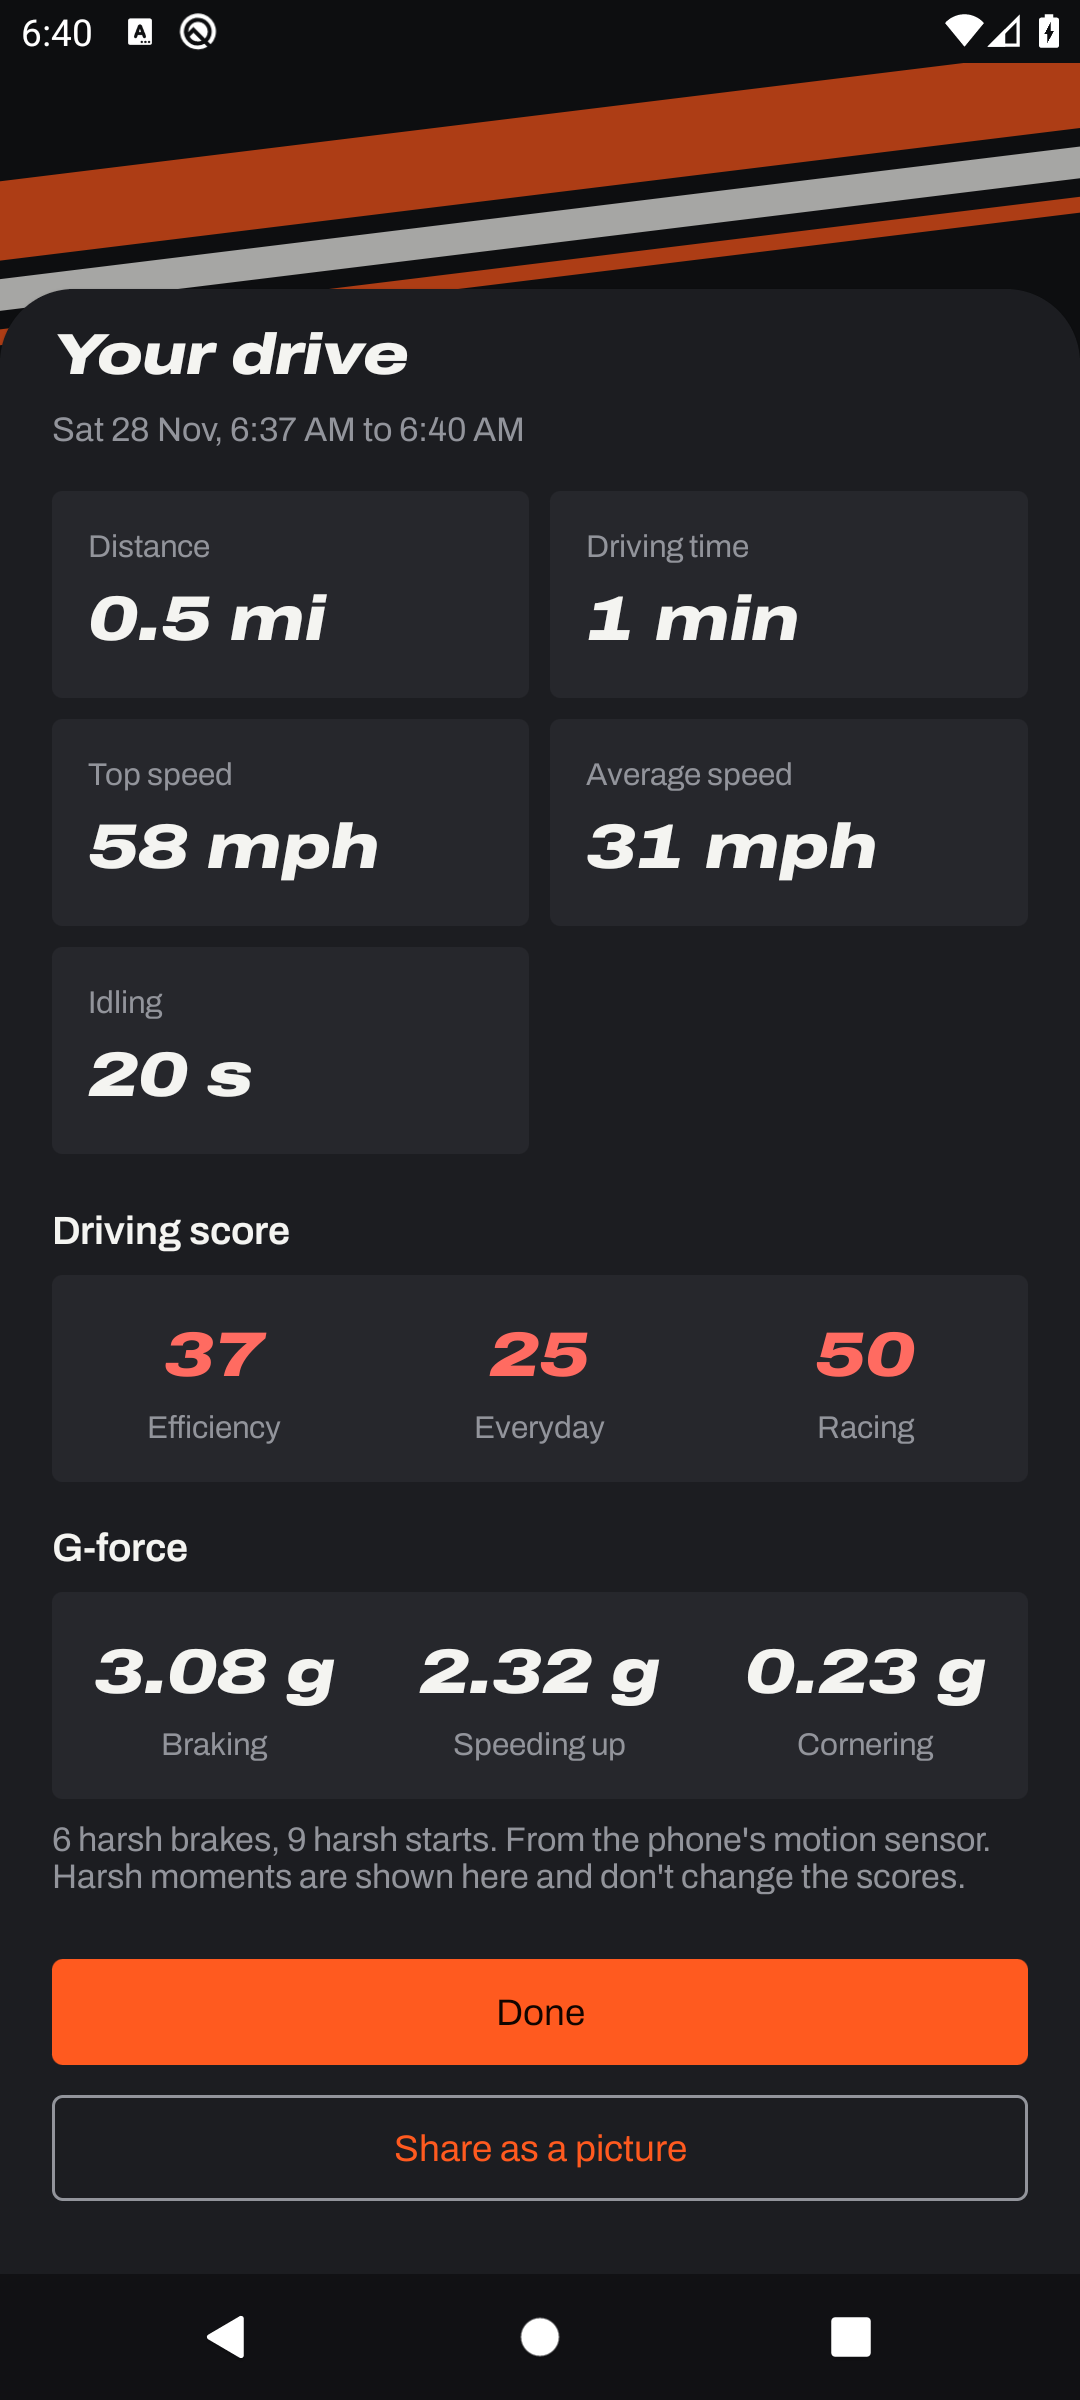 6:40
Your drive
Sat 28 Nov, 6:37 AM to 6:40 AM
Distance
0.5 mi
Driving time
1 min
Top speed
58 mph
Average speed
31 mph
Idling
20 s
Driving score
37
Efficiency
25
Everyday
50
Racing
G-force
3.08 g
Braking
2.32 g
Speeding up
0.23 g
Cornering
6 harsh brakes, 9 harsh starts. From the phone's motion sensor.
Harsh moments are shown here and don't change the scores.
Done
Share as a picture